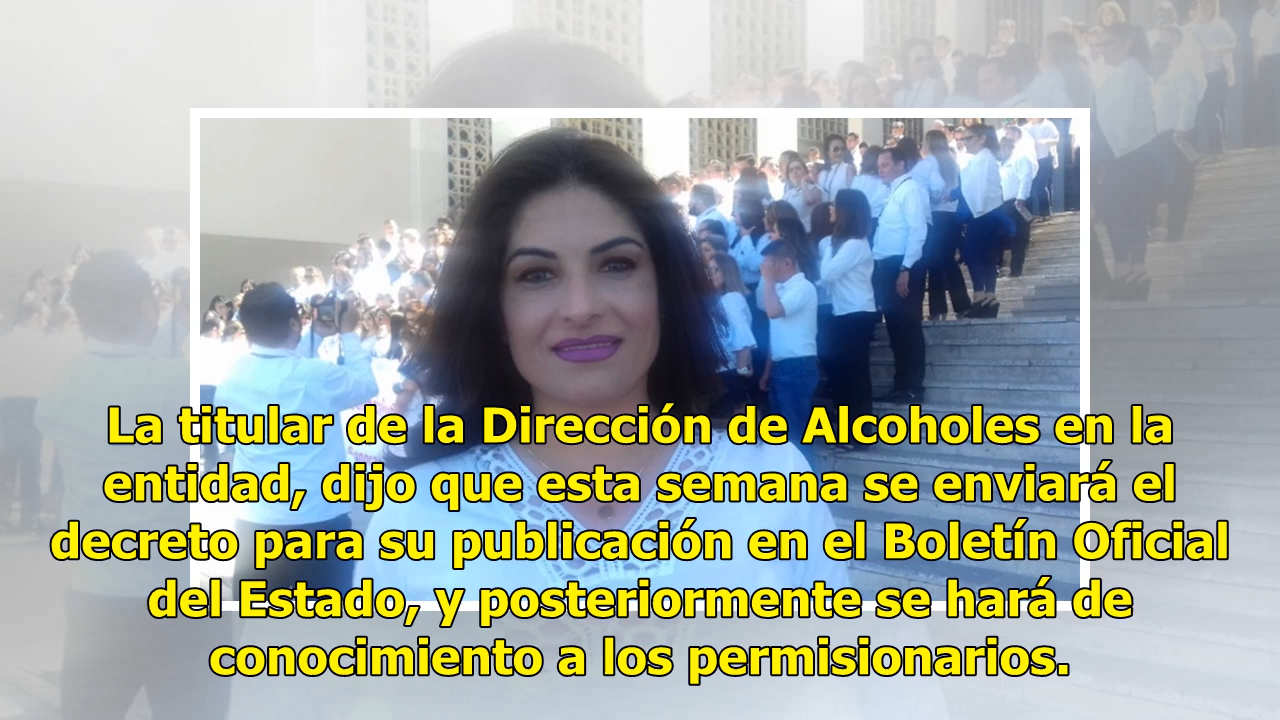 La titular de la Dirección de Alcoholes en la
entidad, dijo que esta semana se enviará el
decreto para su publicación en el Boletín Oficial
del Estado, y posteriormente se hará de
conocimiento a los permisionarios.